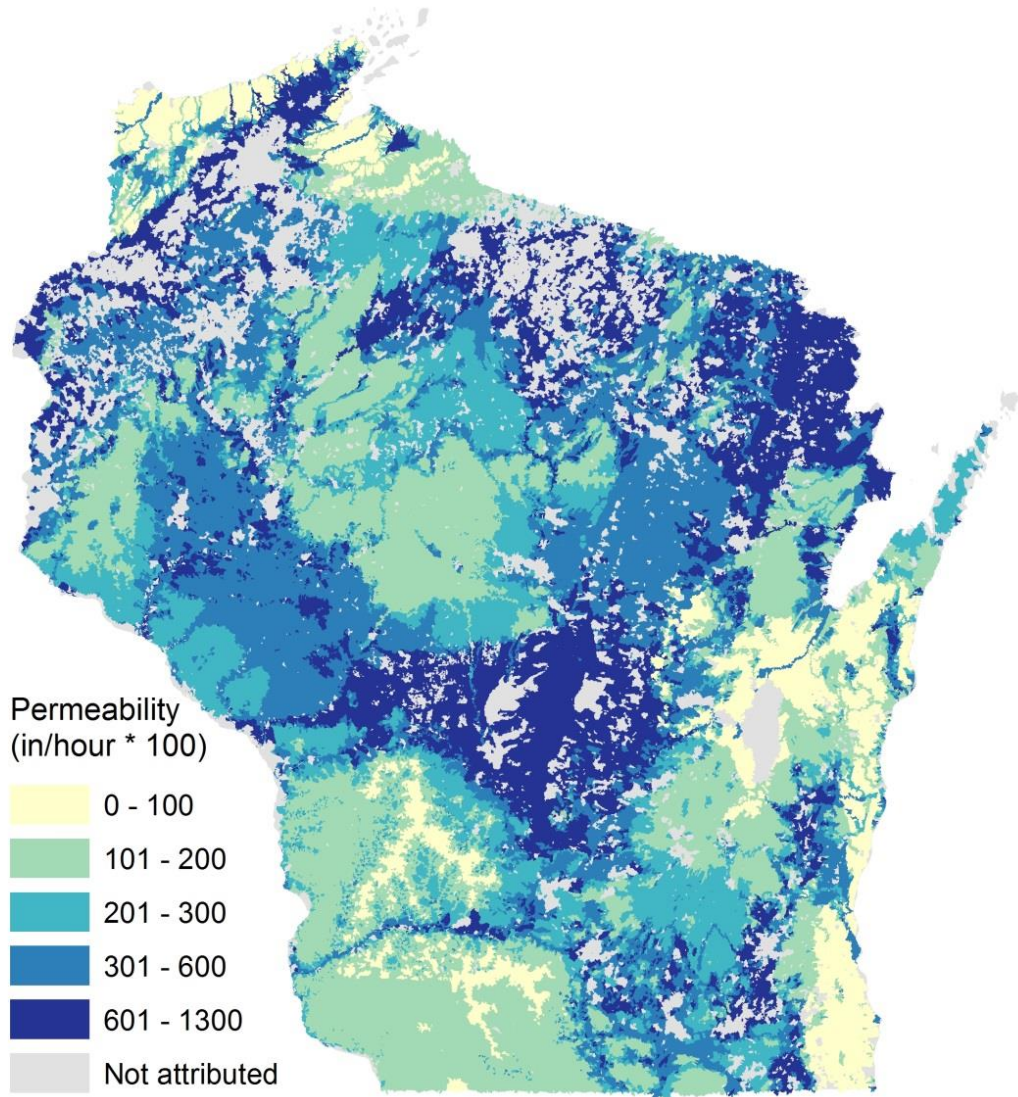 Permeability
(in/hour * 100)
0 - 100
101 - 200
201 - 300
301 - 600
601 - 1300
Not attributed